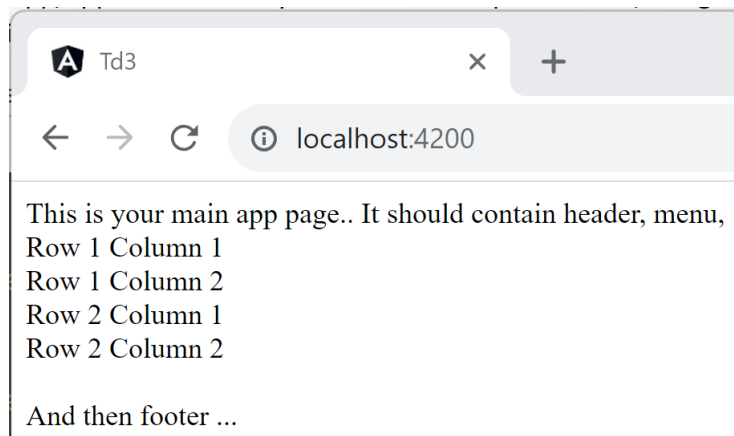 Td3
localhost:4200
This is your main app page.. It should contain header, menu,
Row 1 Column 1
Row 1 Column 2
Row 2 Column 1
Row 2 Column 2
And then footer ...